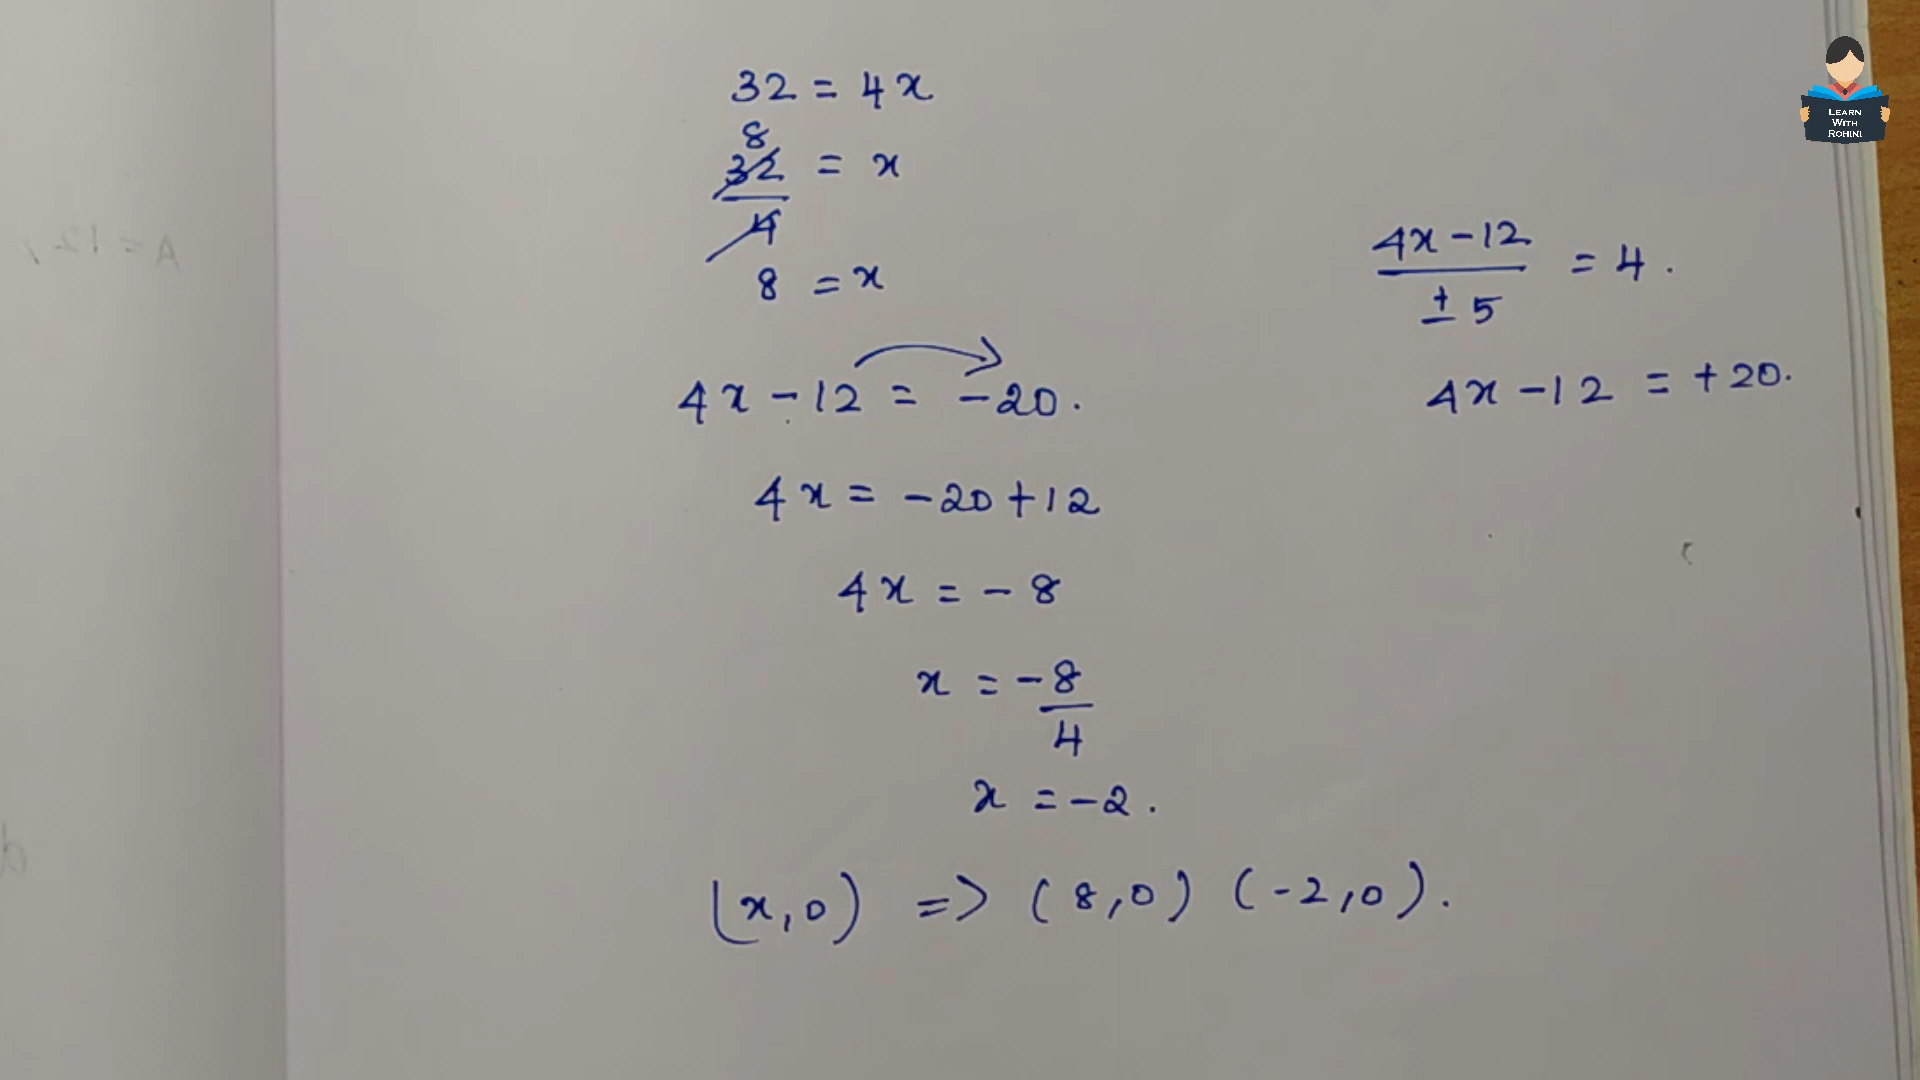 32 = 4x
8
32/4 = x
8 = x
4x - 12 = -20.
4x = -20 + 12
4x = -8
x = -8/4
x = -2.
(x, 0) => (8, 0) (-2, 0).
4x - 12 / ± 5 = 4.
4x - 12 = +20.
LEARN
WITH
ROHINI
A = 12,
d